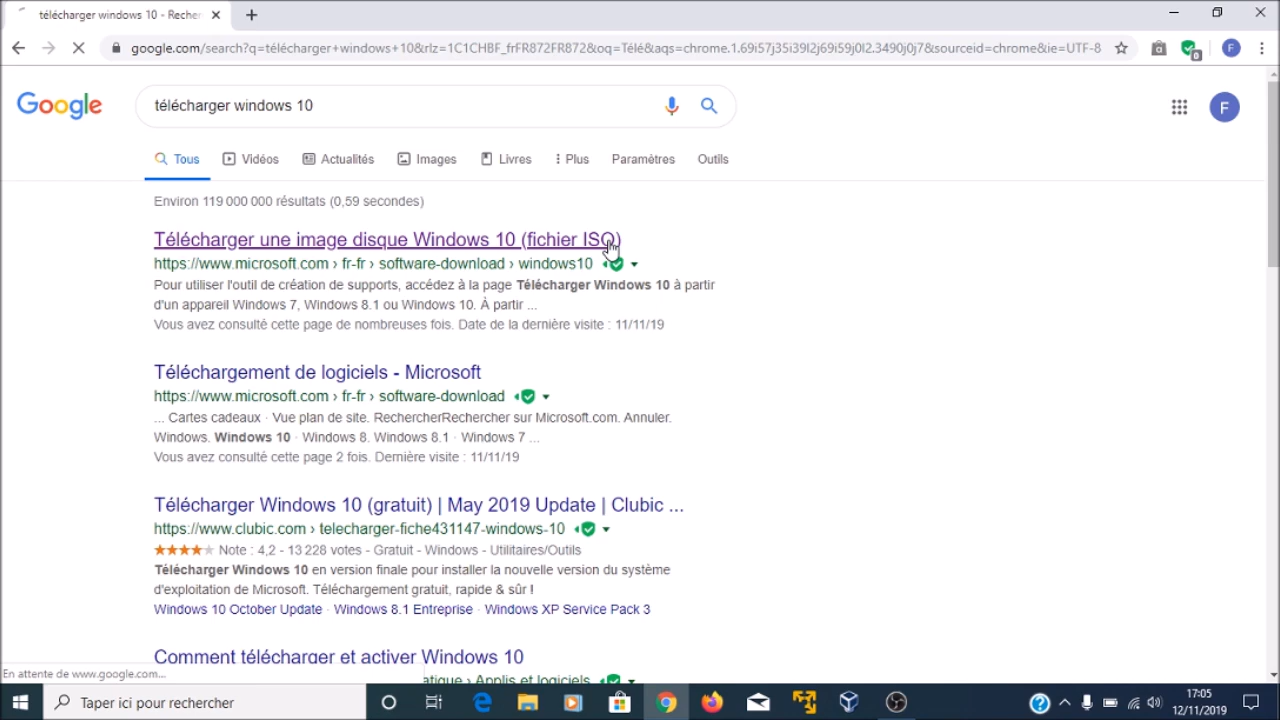 télécharger windows 10 - Recher
google.com/search?q=télécharger+windows+10&rlz=1C1CHBF_frFR872FR872&oq=Télé&aqs=chrome.1.69i57j35i39l2j69i59j0l2.3490j0j7&sourceid=chrome&ie=UTF-8
0
F
Google
télécharger windows 10
F
Tous
Vidéos
Actualités
Images
Livres
Plus
Paramètres
Outils
Environ 119 000 000 résultats (0,59 secondes)
Télécharger une image disque Windows 10 (fichier ISO)
https://www.microsoft.com › fr-fr › software-download › windows10
Pour utiliser l'outil de création de supports, accédez à la page Télécharger Windows 10 à partir
d'un appareil Windows 7, Windows 8.1 ou Windows 10. À partir ...
Vous avez consulté cette page de nombreuses fois. Date de la dernière visite : 11/11/19
Téléchargement de logiciels - Microsoft
https://www.microsoft.com › fr-fr › software-download
... Cartes cadeaux · Vue plan de site. RechercherRechercher sur Microsoft.com. Annuler.
Windows. Windows 10 · Windows 8. Windows 8.1 · Windows 7 ...
Vous avez consulté cette page 2 fois. Dernière visite : 11/11/19
Télécharger Windows 10 (gratuit) | May 2019 Update | Clubic ...
https://www.clubic.com › telecharger-fiche431147-windows-10
Note : 4,2 - 13 228 votes - Gratuit - Windows - Utilitaires/Outils
Télécharger Windows 10 en version finale pour installer la nouvelle version du système
d'exploitation de Microsoft. Téléchargement gratuit, rapide & sûr !
Windows 10 October Update · Windows 8.1 Entreprise · Windows XP Service Pack 3
Comment télécharger et activer Windows 10
En attente de www.google.com...
atique › Applis et logiciels
Taper ici pour rechercher
17:05
12/11/2019